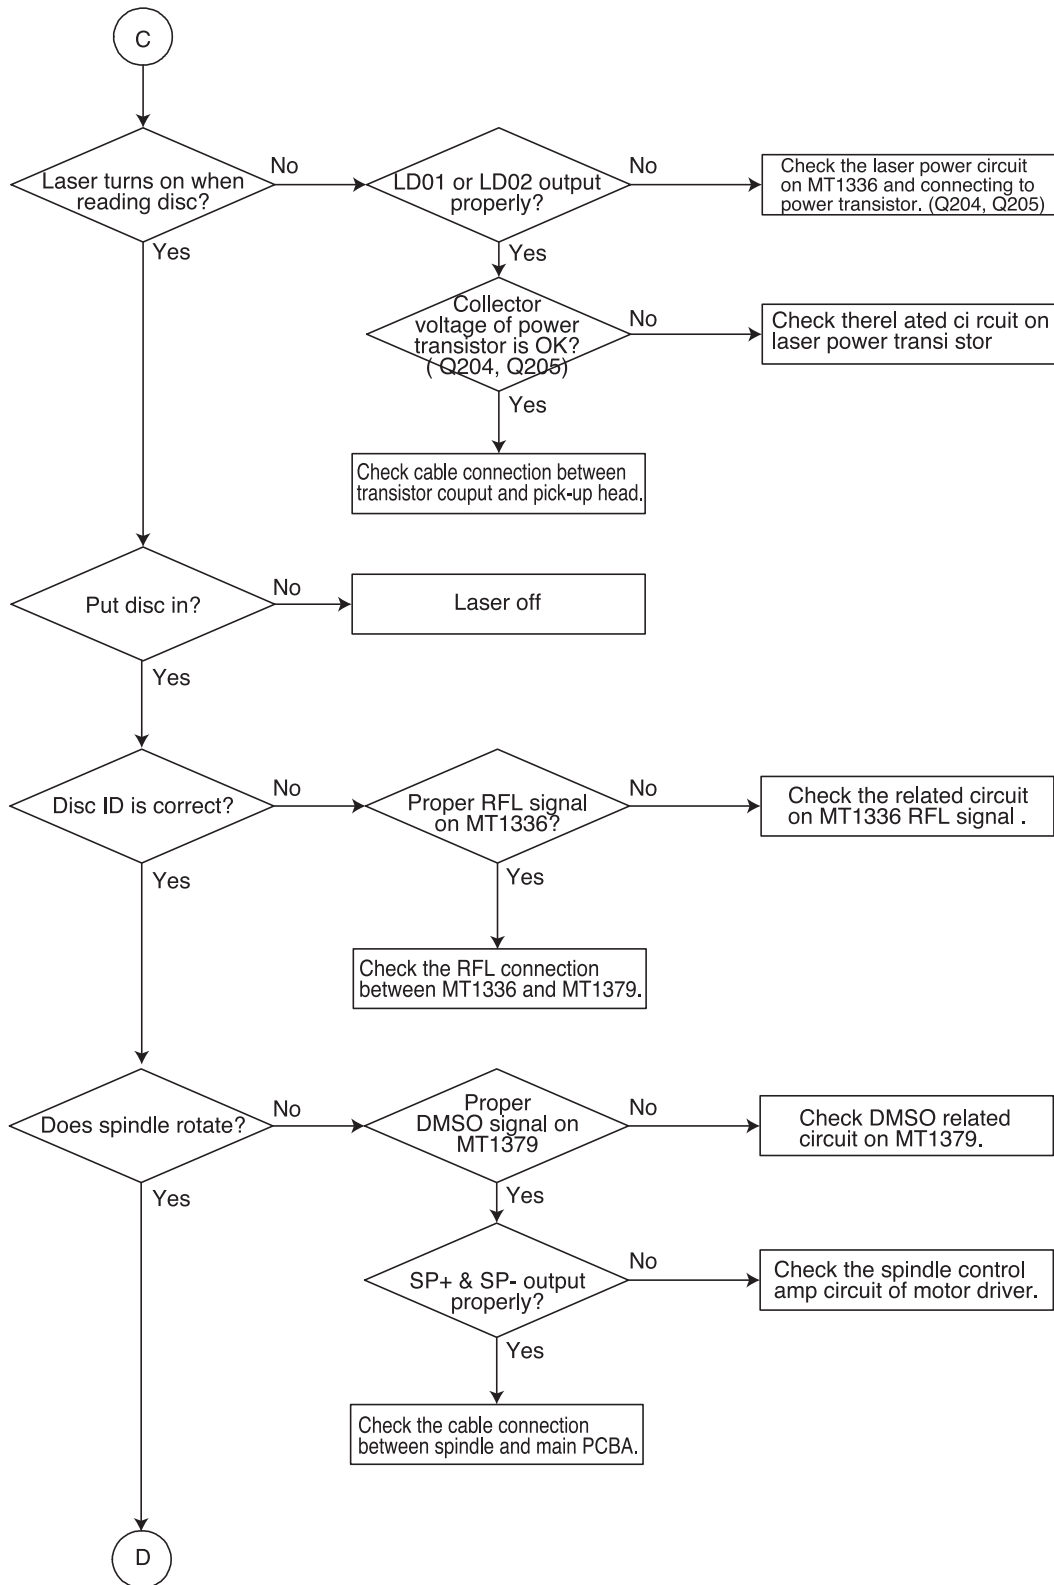 C
Laser turns on when
reading disc?
No
Yes
LD01 or LD02 output
properly?
No
Yes
Check the laser power circuit
on MT1336 and connecting to
power transistor. (Q204, Q205)
Collector
voltage of power
transistor is OK?
( Q204, Q205)
No
Yes
Check therel ated ci rcuit on
laser power transi stor
Check cable connection between
transistor couput and pick-up head.
Put disc in?
No
Yes
Laser off
Disc ID is correct?
No
Yes
Proper RFL signal
on MT1336?
No
Yes
Check the related circuit
on MT1336 RFL signal .
Check the RFL connection
between MT1336 and MT1379.
Does spindle rotate?
No
Yes
Proper
DMSO signal on
MT1379
No
Yes
Check DMSO related
circuit on MT1379.
SP+ & SP- output
properly?
No
Yes
Check the spindle control
amp circuit of motor driver.
Check the cable connection
between spindle and main PCBA.
D